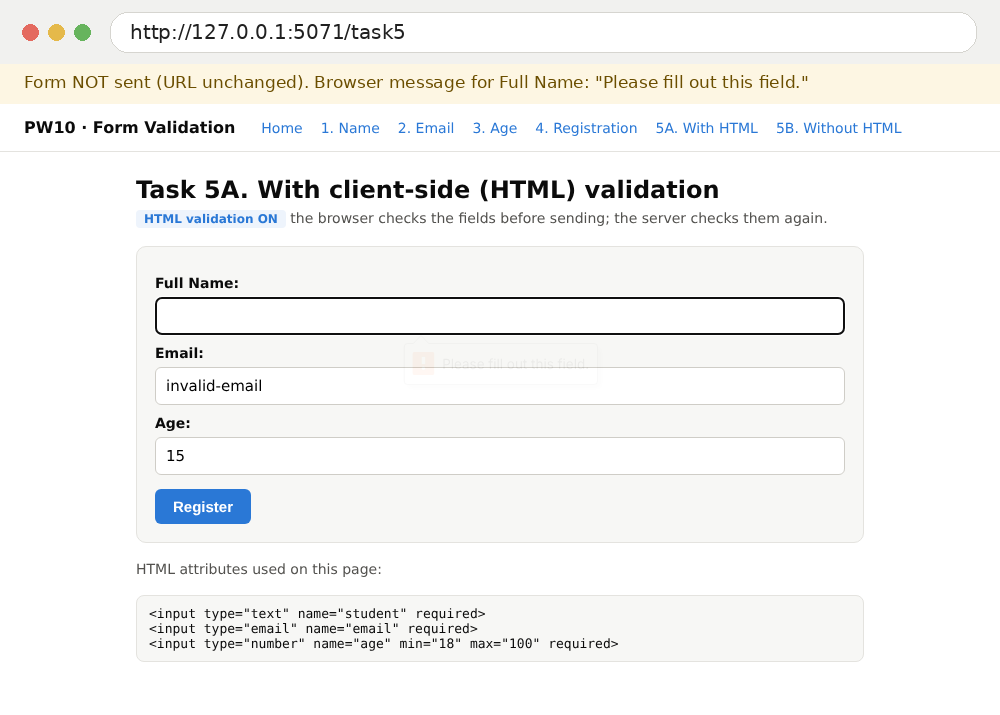 http://127.0.0.1:5071/task5
Form NOT sent (URL unchanged). Browser message for Full Name: "Please fill out this field."
PW10 · Form Validation Home 1. Name 2. Email 3. Age 4. Registration 5A. With HTML 5B. Without HTML
Task 5A. With client-side (HTML) validation
HTML validation ON the browser checks the fields before sending; the server checks them again.
Full Name:
Please fill out this field.
Email:
invalid-email
Age:
15
Register
HTML attributes used on this page:
<input type="text" name="student" required>
<input type="email" name="email" required>
<input type="number" name="age" min="18" max="100" required>